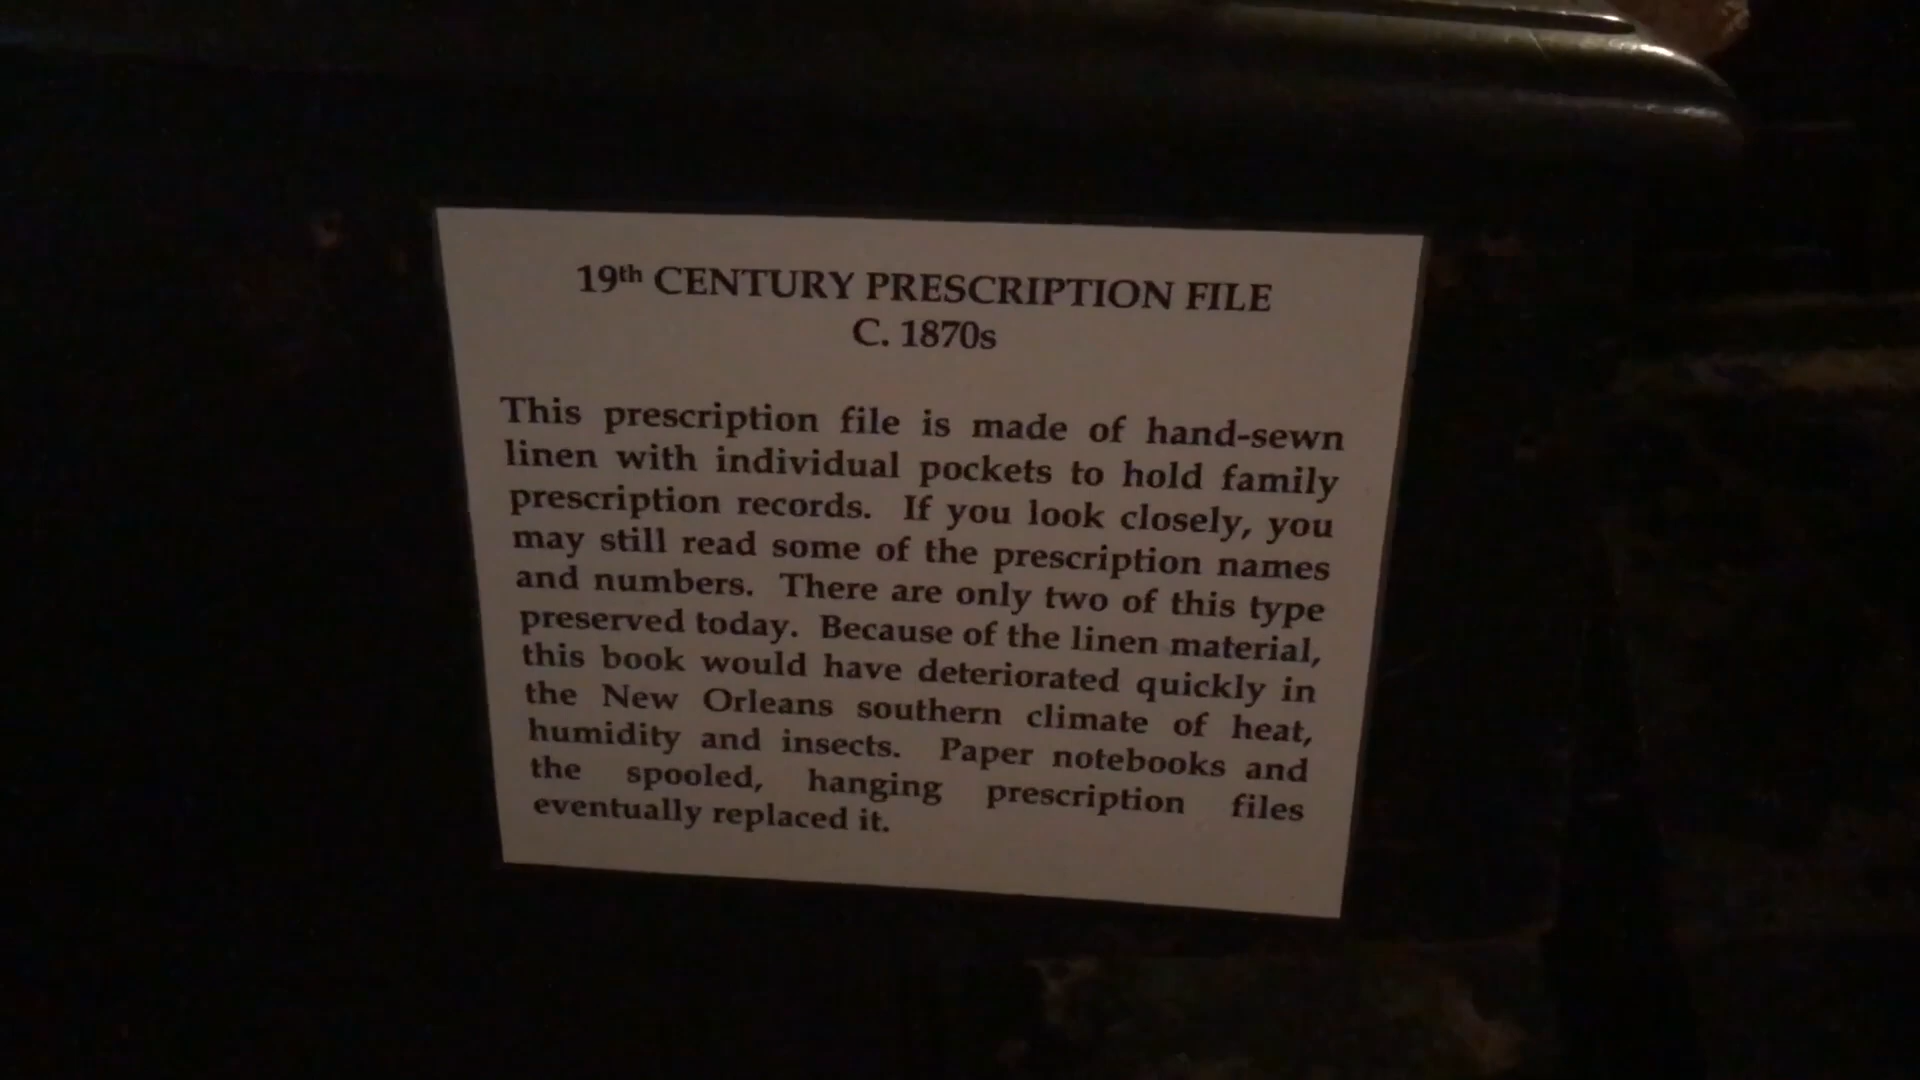 19th CENTURY PRESCRIPTION FILE
C. 1870s
This prescription file is made of hand-sewn
linen with individual pockets to hold family
prescription records. If you look closely, you
may still read some of the prescription names
and numbers. There are only two of this type
preserved today. Because of the linen material,
this book would have deteriorated quickly in
the New Orleans southern climate of heat,
humidity and insects. Paper notebooks and
the spooled, hanging prescription files
eventually replaced it.